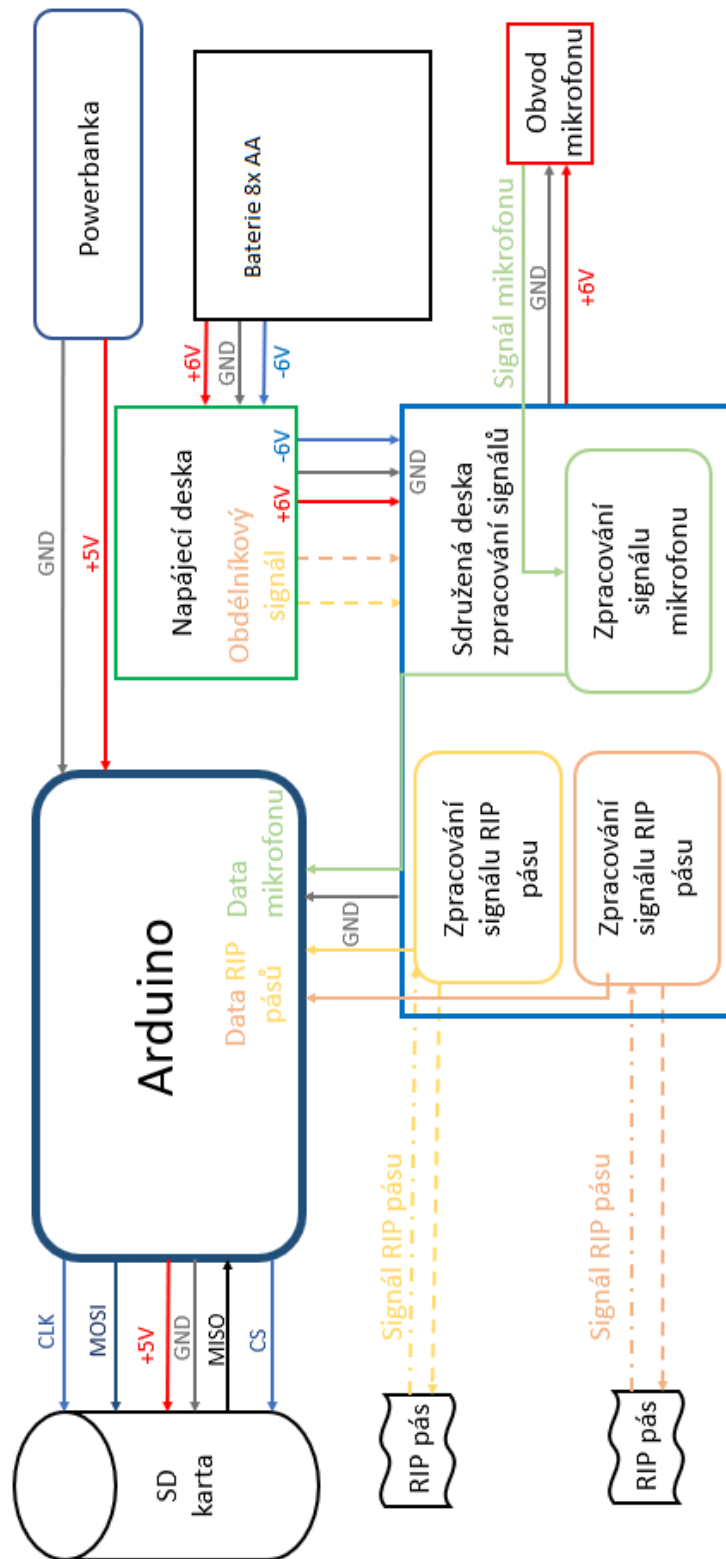 SD
karta
CLK
MOSI
+5V
GND
MISO
CS
Arduino
Data RIP
pásů
Data
mikrofonu
GND
+5V
Powerbanka
Napájecí deska
Obdélníkový
signál
+6V
-6V
+6V
GND
-6V
Baterie 8x AA
GND
GND
Sdružená deska
zpracování signálů
Zpracování
signálu RIP
pásu
Zpracování
signálu RIP
pásu
Zpracování
signálu
mikrofonu
Signál mikrofonu
GND
+6V
Obvod
mikrofonu
Signál RIP pásu
RIP pás
Signál RIP pásu
RIP pás